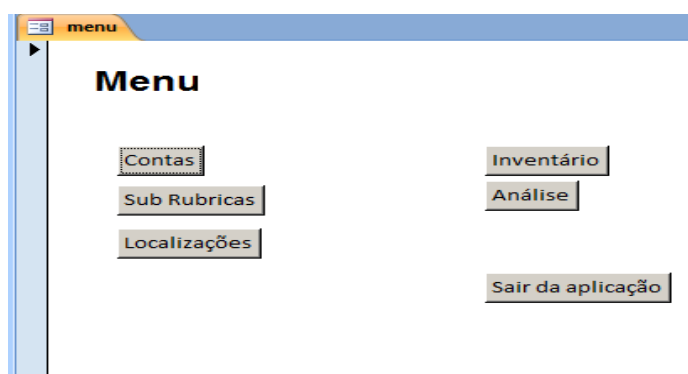 menu
Menu
Contas
Sub Rubricas
Localizações
Inventário
Análise
Sair da aplicação